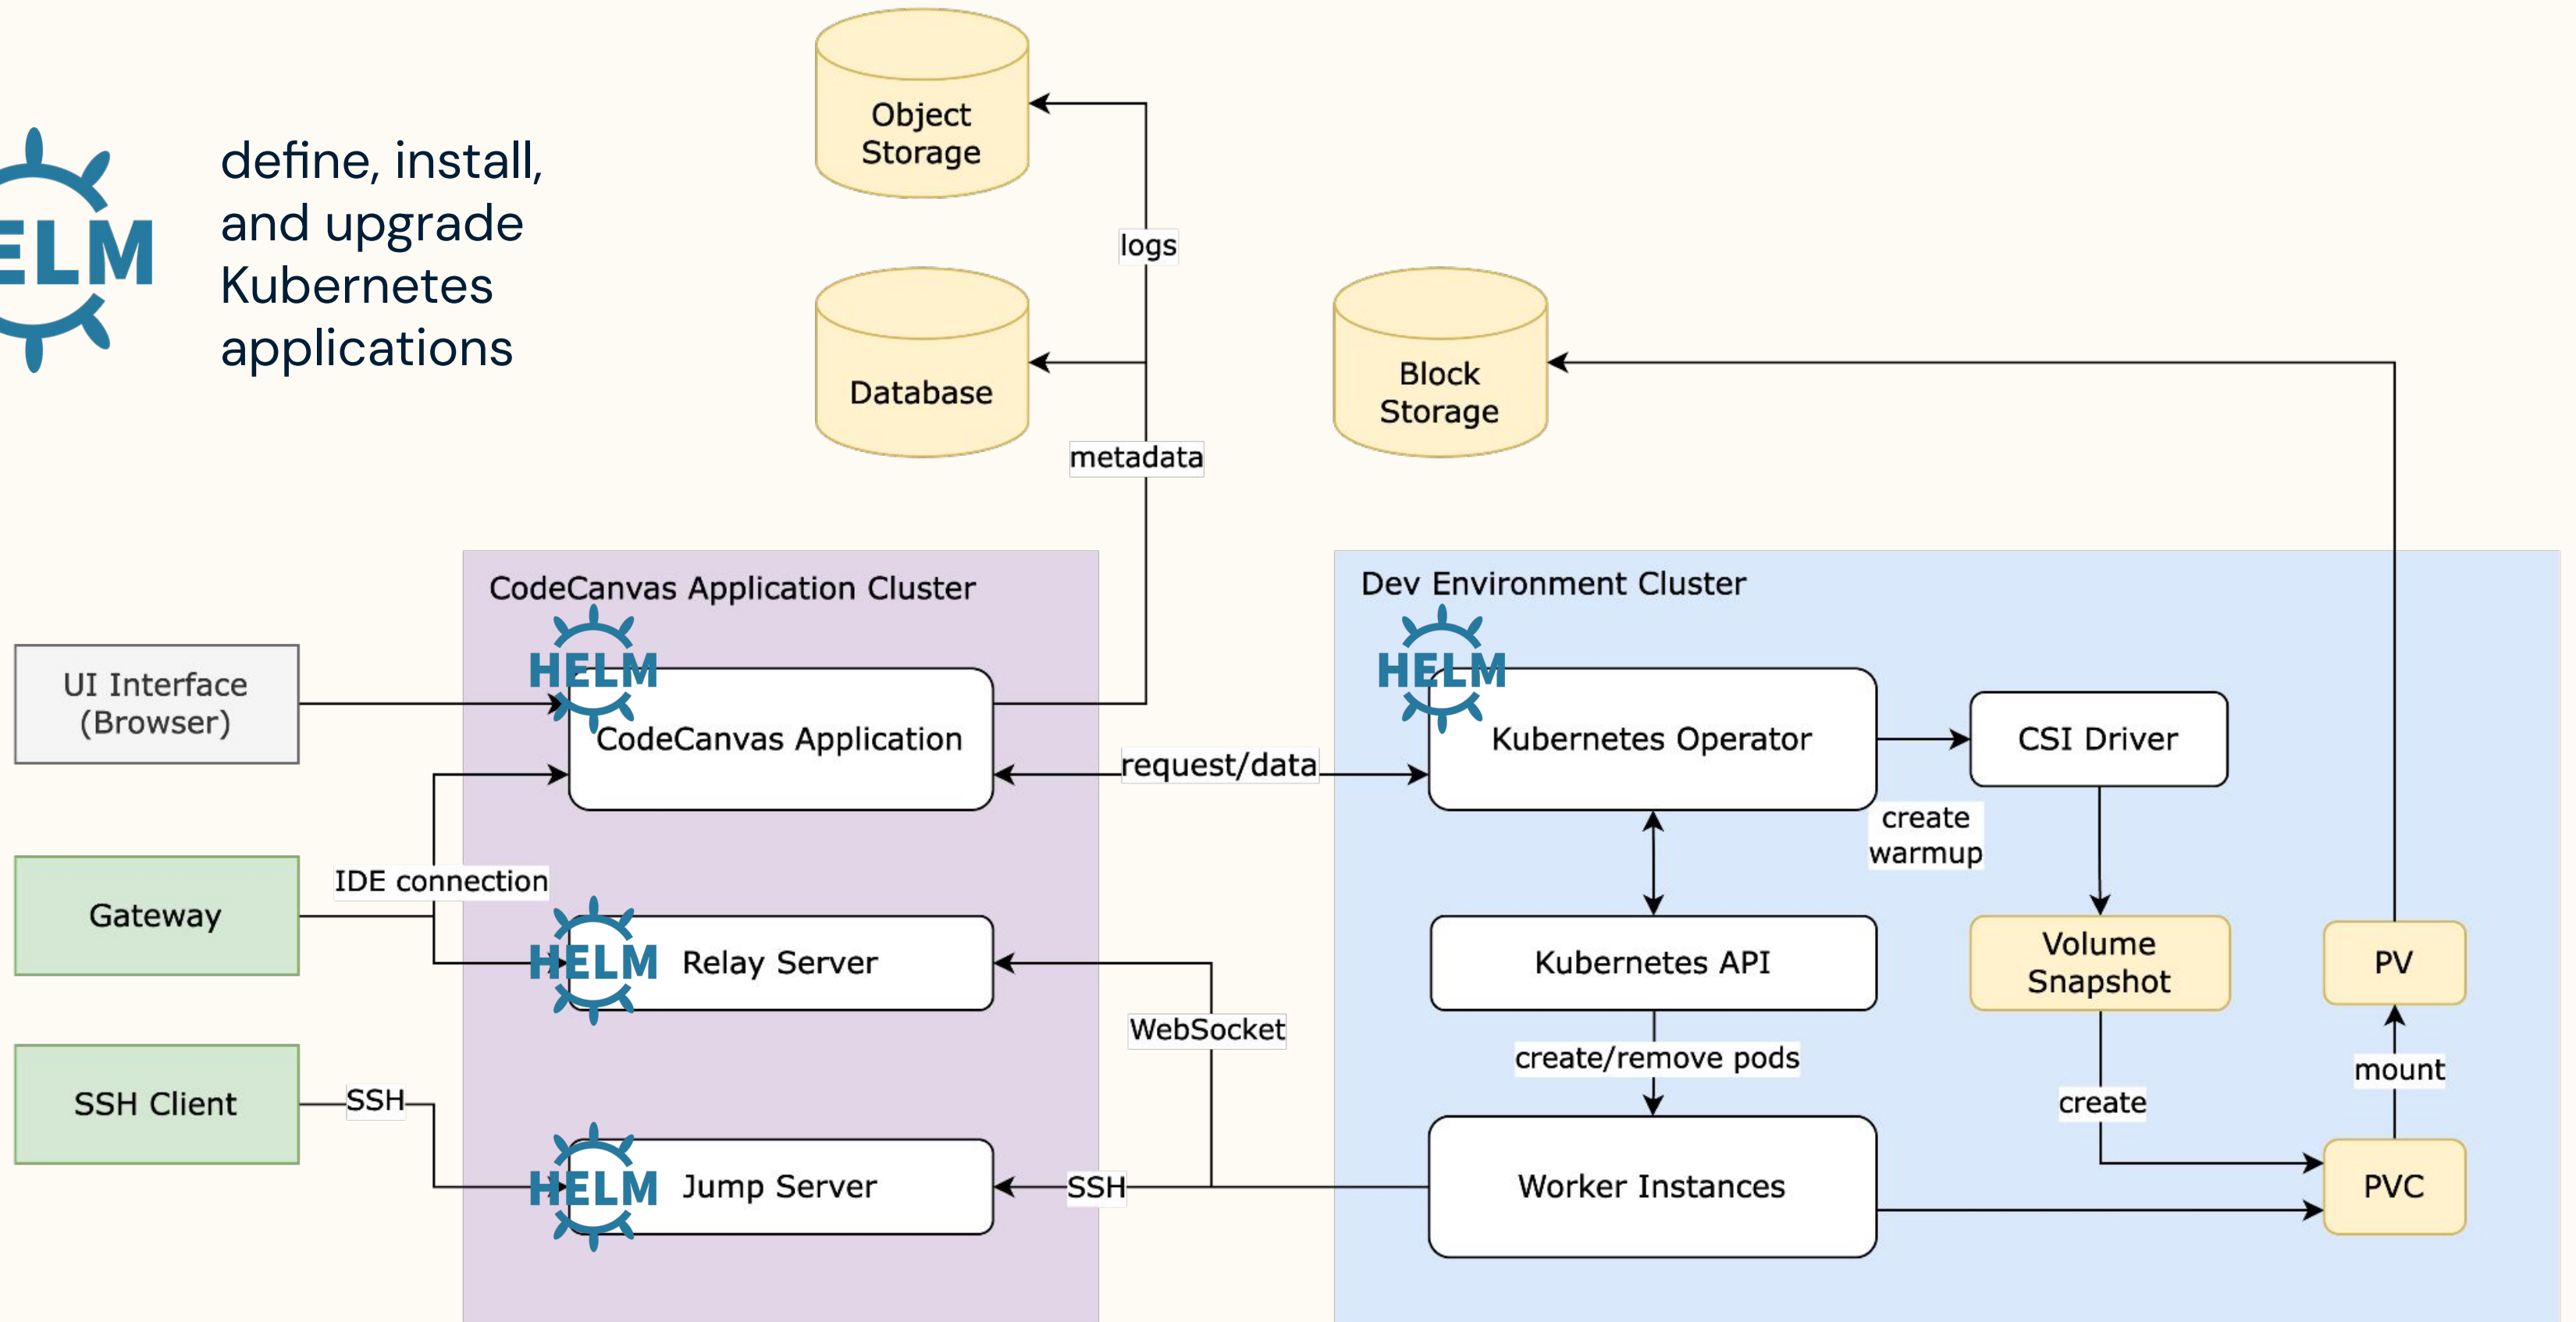 Object
Storage
ELM
define, install,
and upgrade
Kubernetes
applications
logs
Database
Block
Storage
metadata
CodeCanvas Application Cluster
Dev Environment Cluster
HELM
HELM
UI Interface
(Browser)
CodeCanvas Application
request/data
Kubernetes Operator
CSI Driver
create
warmup
IDE connection
Gateway
HELM
Relay Server
Kubernetes API
Volume
Snapshot
PV
WebSocket
create/remove pods
mount
SSH Client
SSH
create
HELM
Jump Server
SSH
Worker Instances
PVC